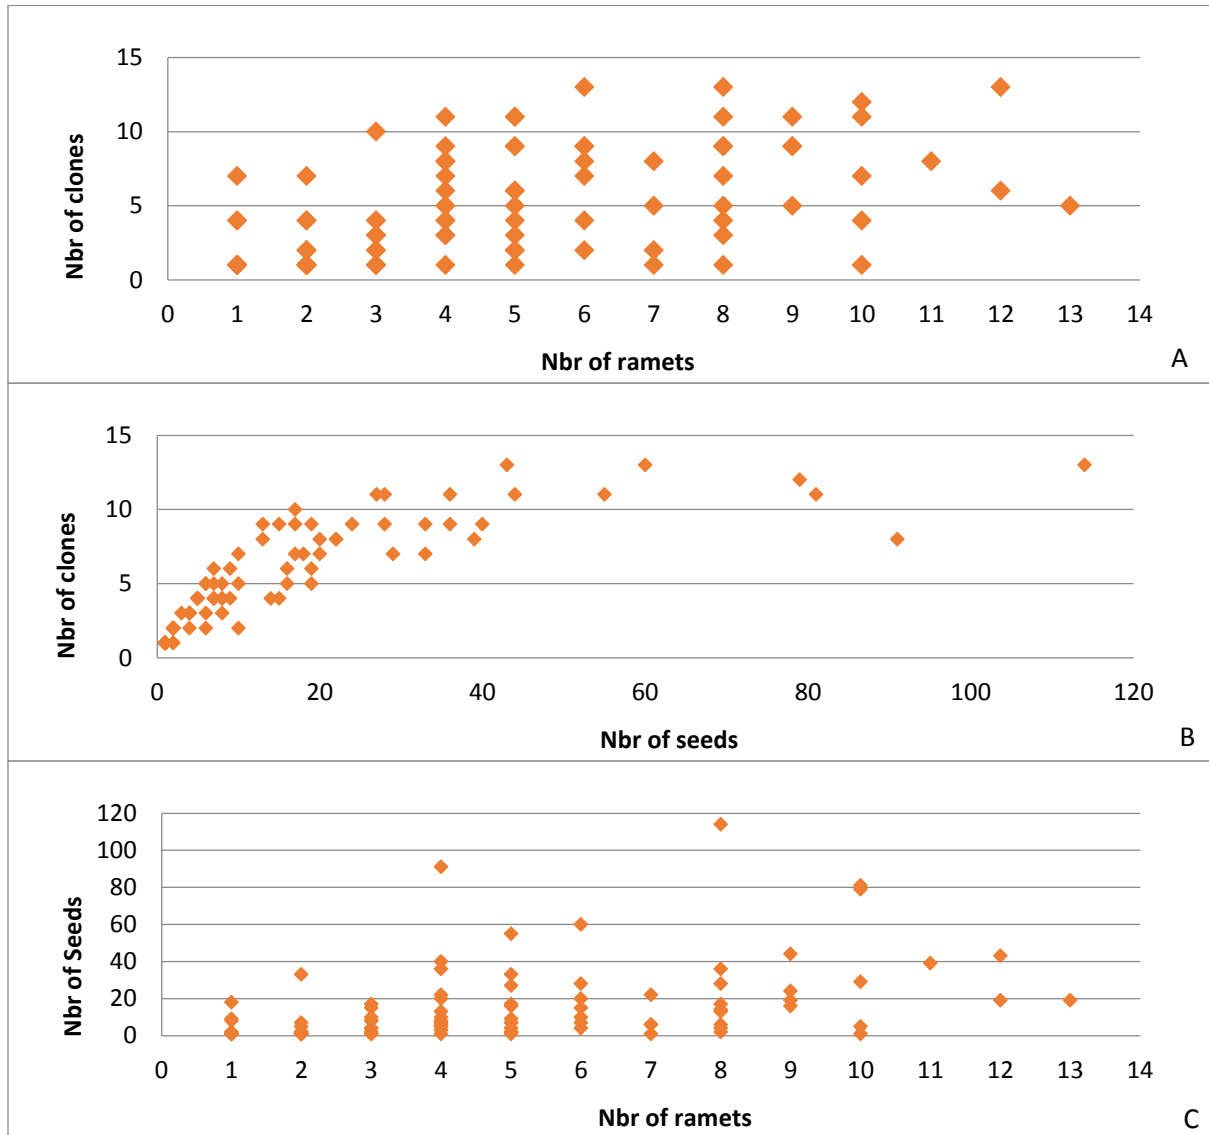 15
10
5
0
Nbr of clones
0 1 2 3 4 5 6 7 8 9 10 11 12 13 14
Nbr of ramets
A
15
10
5
0
Nbr of clones
0 20 40 60 80 100 120
Nbr of seeds
B
120
100
80
60
40
20
0
Nbr of Seeds
0 1 2 3 4 5 6 7 8 9 10 11 12 13 14
Nbr of ramets
C